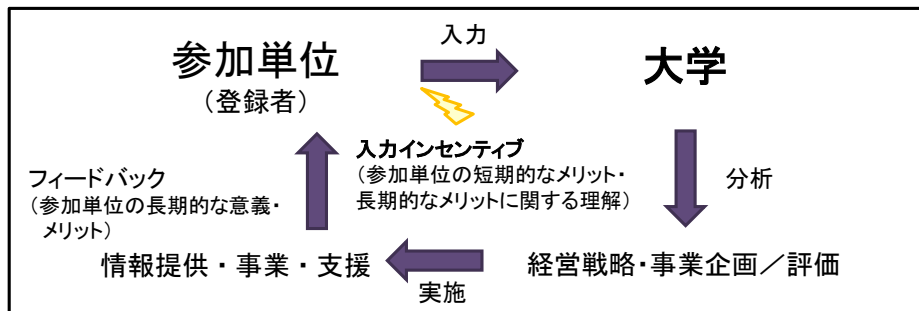 入力
参加単位
(登録者)
大学
入力インセンティブ
(参加単位の短期的なメリット・
長期的なメリットに関する理解)
フィードバック
(参加単位の長期的な意義・
メリット)
分析
情報提供・事業・支援
実施
経営戦略・事業企画／評価